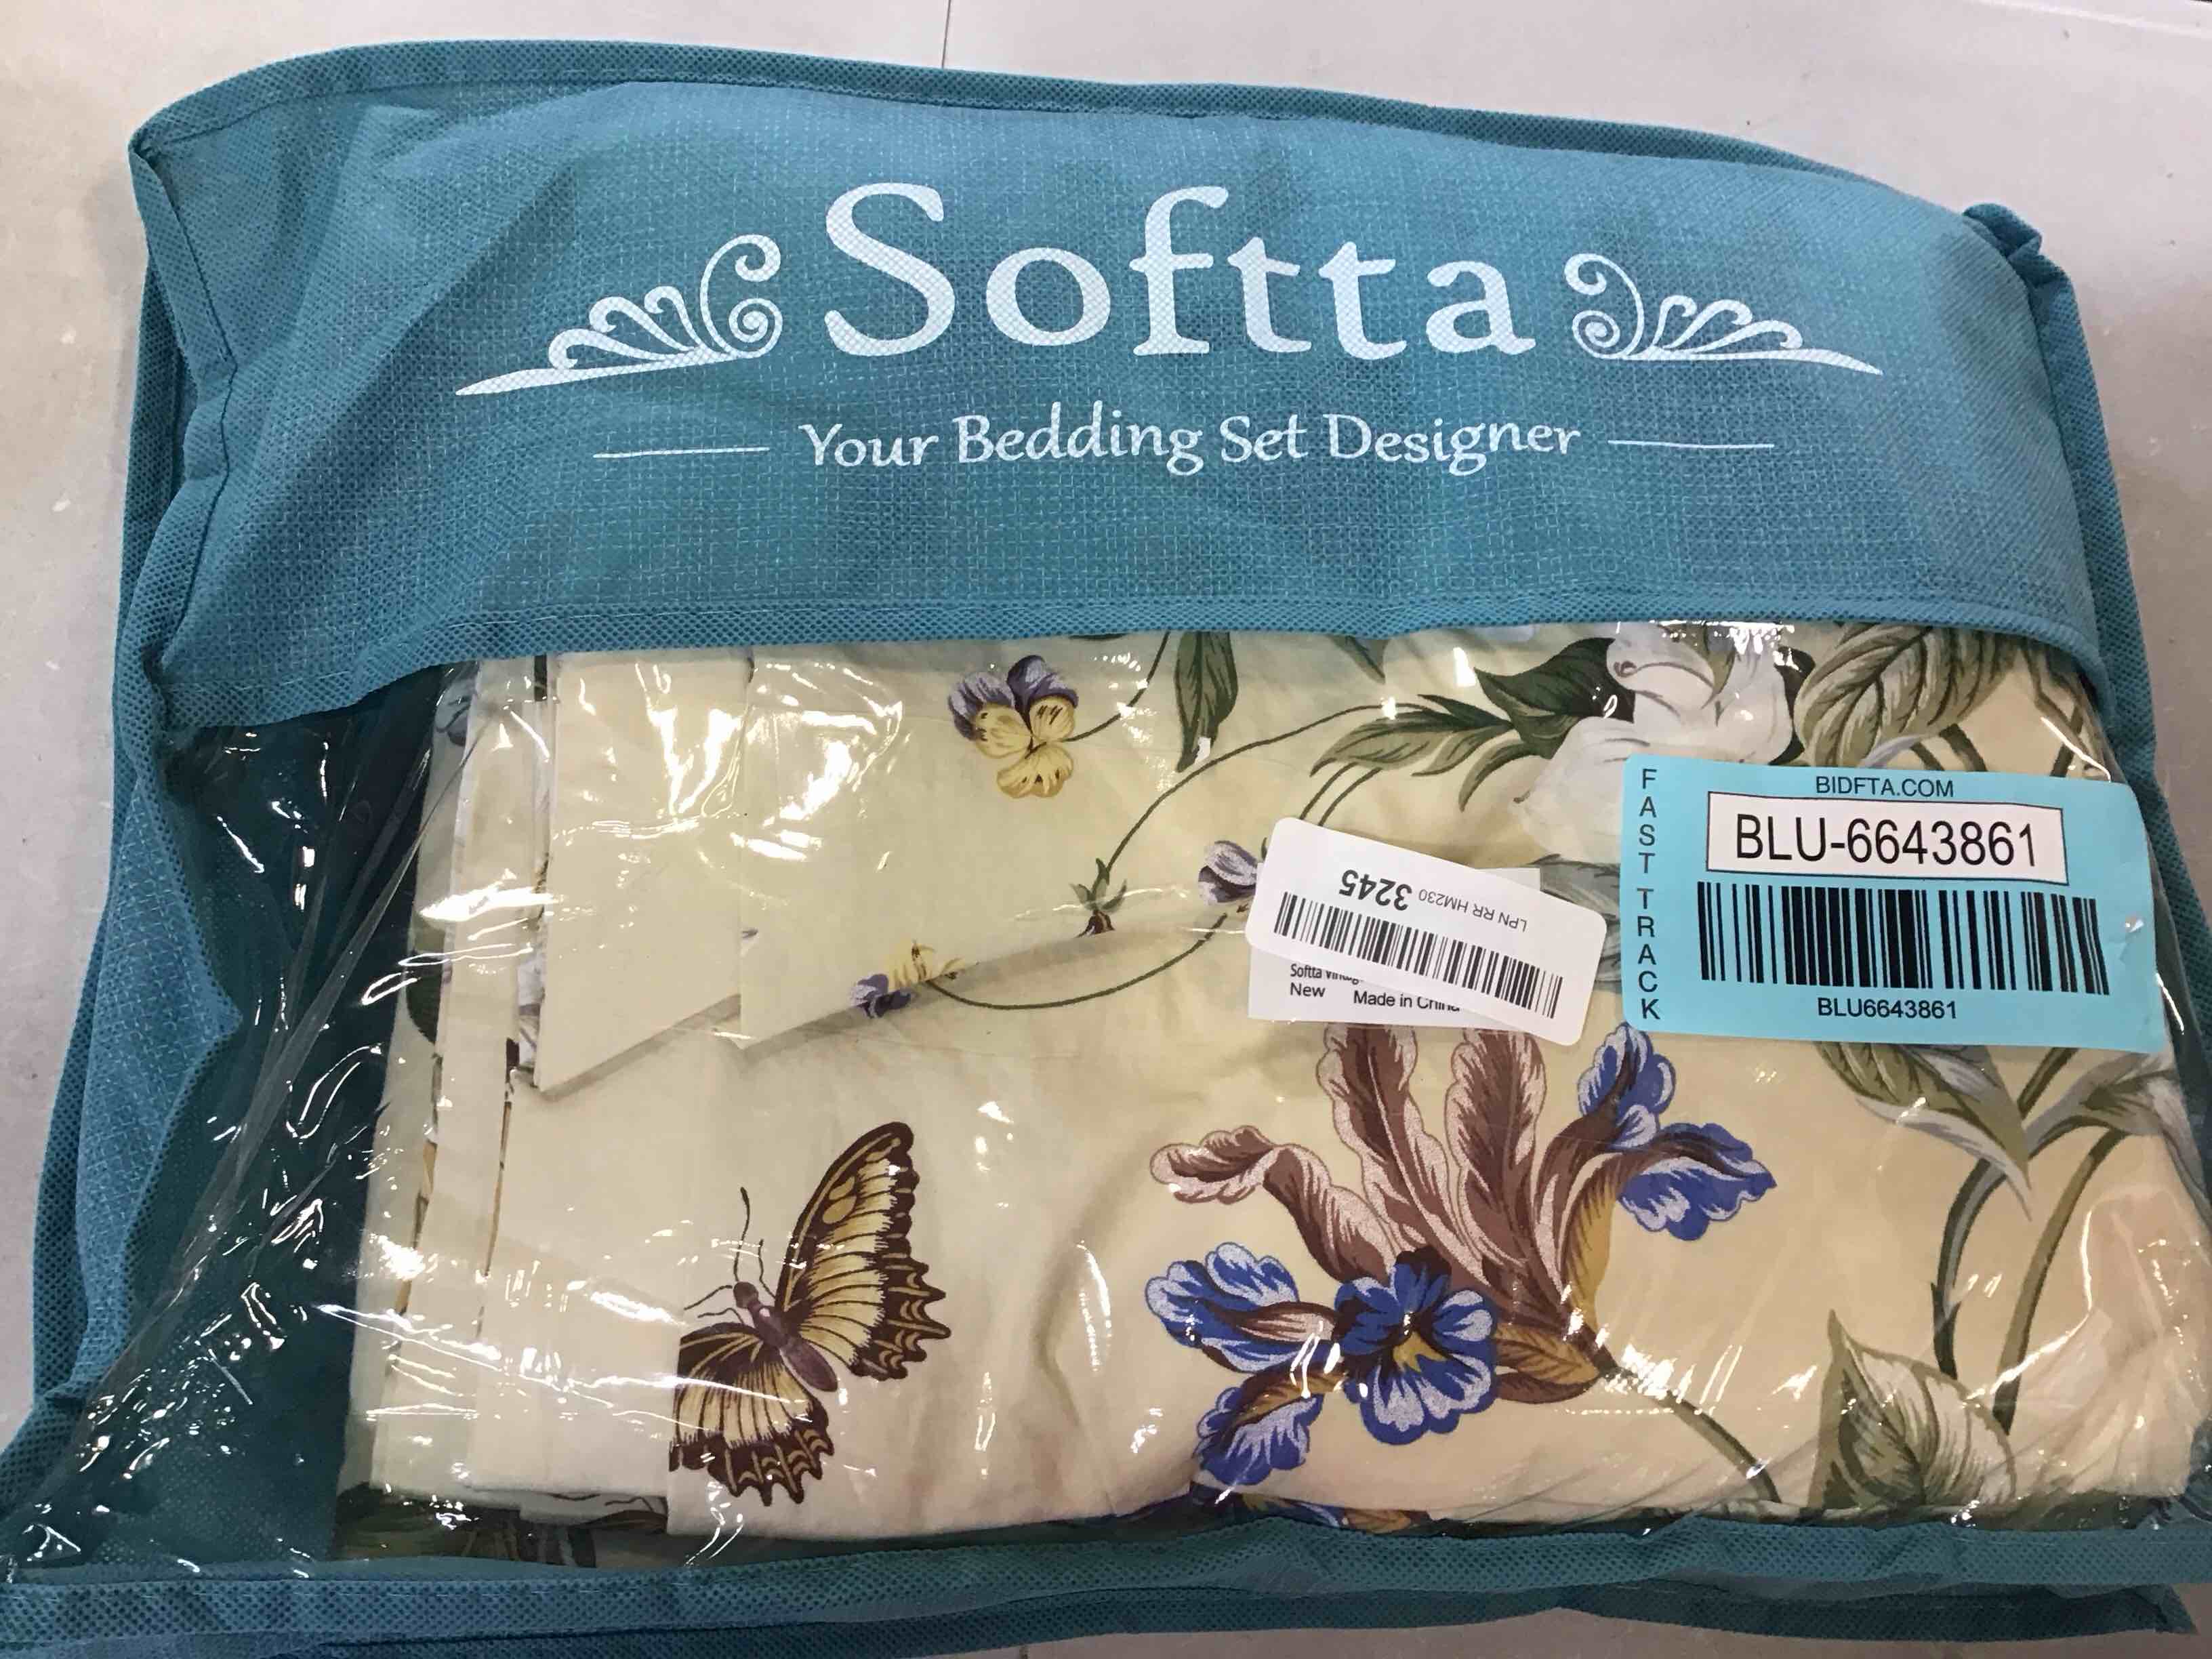 Softta
Your Bedding Set Designer
FAST TRACK
BIDFTA.COM
BLU-6643861
BLU6643861
LPN RR HM230 3245
Softta
New Made in China